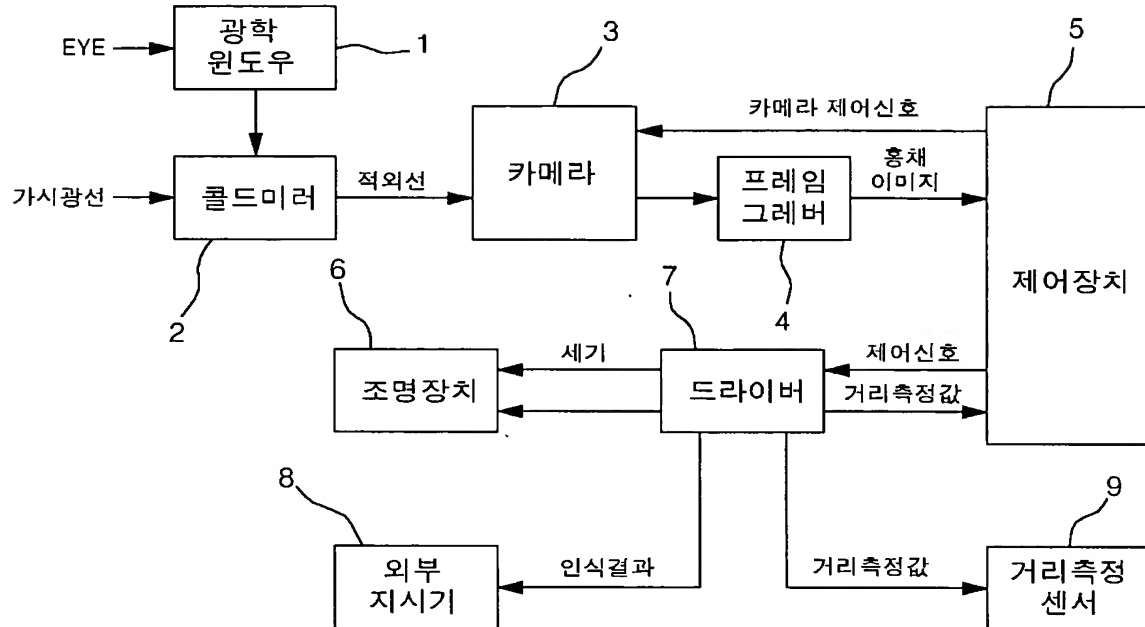 EYE
광학
윈도우
1
3
5
카메라 제어신호
가시광선
콜드미러
적외선
카메라
프레임
그레버
홍채
이미지
2
4
제어장치
6
7
조명장치
세기
드라이버
제어신호
거리측정값
8
9
외부
지시기
인식결과
거리측정값
거리측정
센서